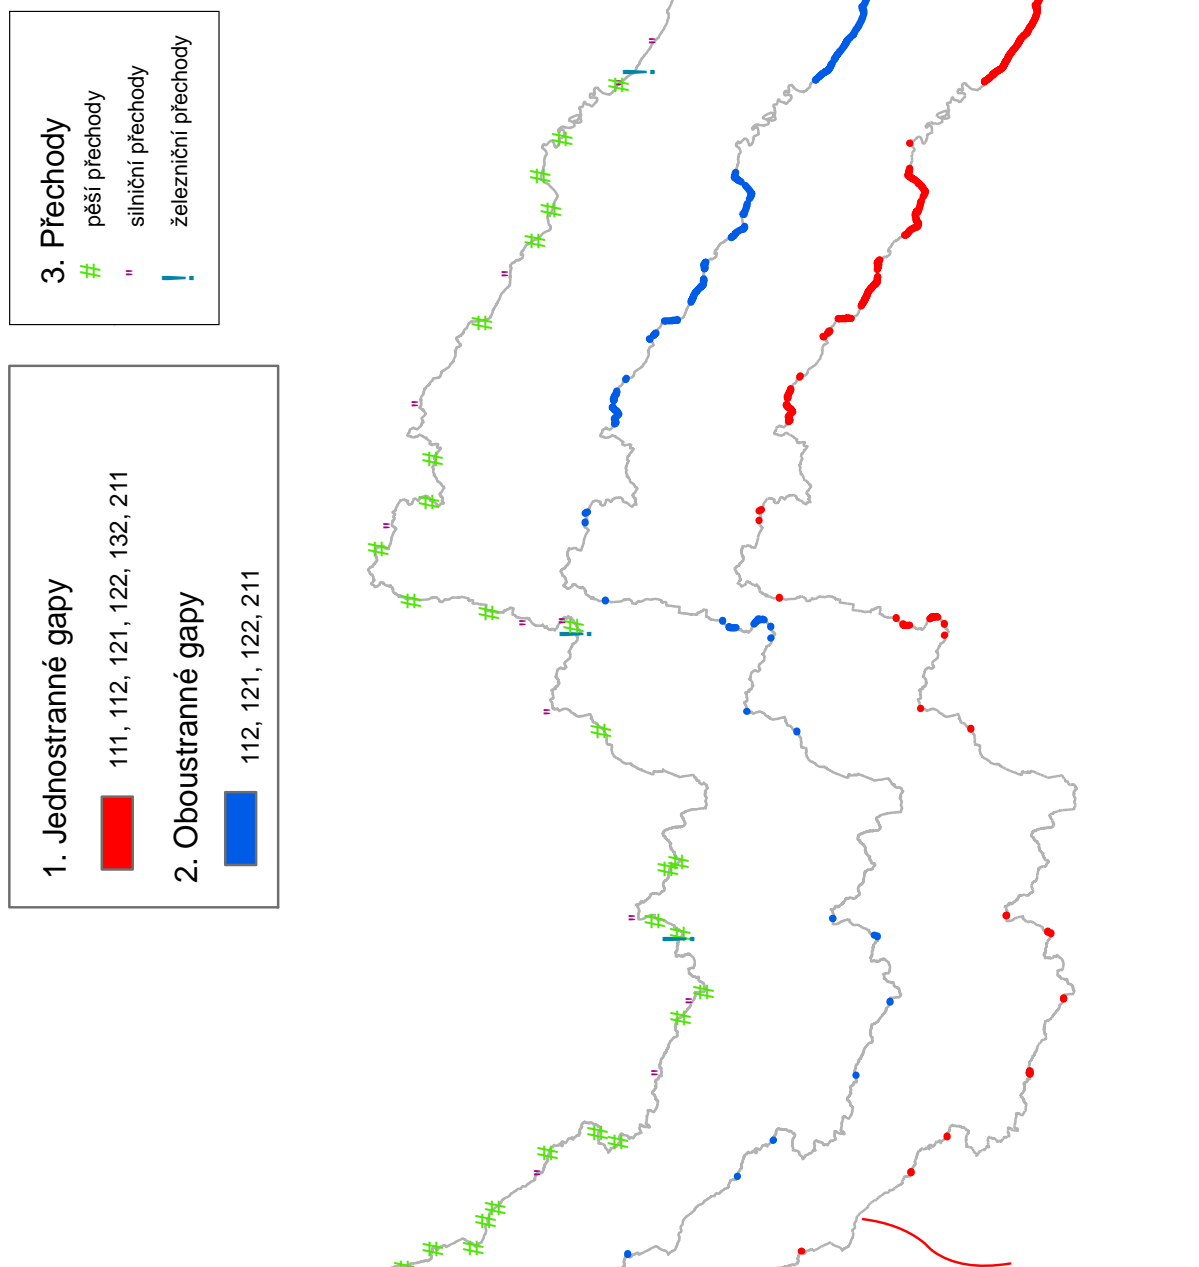 3. Přechody
pěší přechody
silniční přechody
železniční přechody
1. Jednostranné gapy
111, 112, 121, 122, 132, 211
2. Oboustranné gapy
112, 121, 122, 211